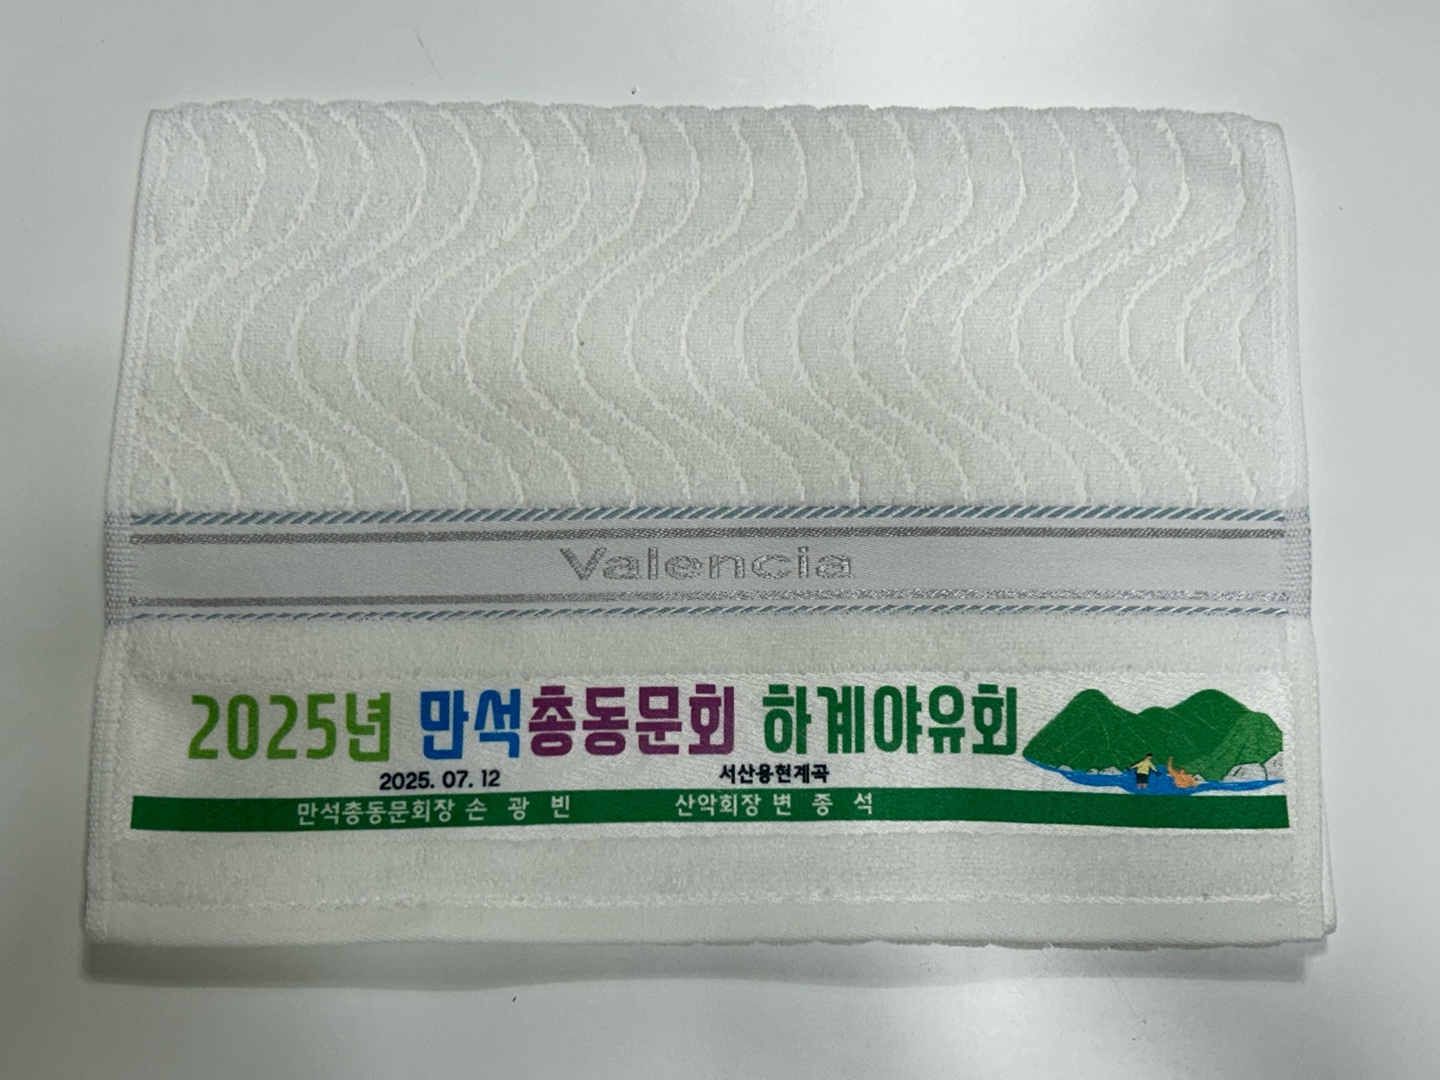 Valencia
2025년 만석총동문회 하계야유회
2025. 07. 12 서산용현계곡
만석총동문회장 손 광 빈 산악회장 변 종 석